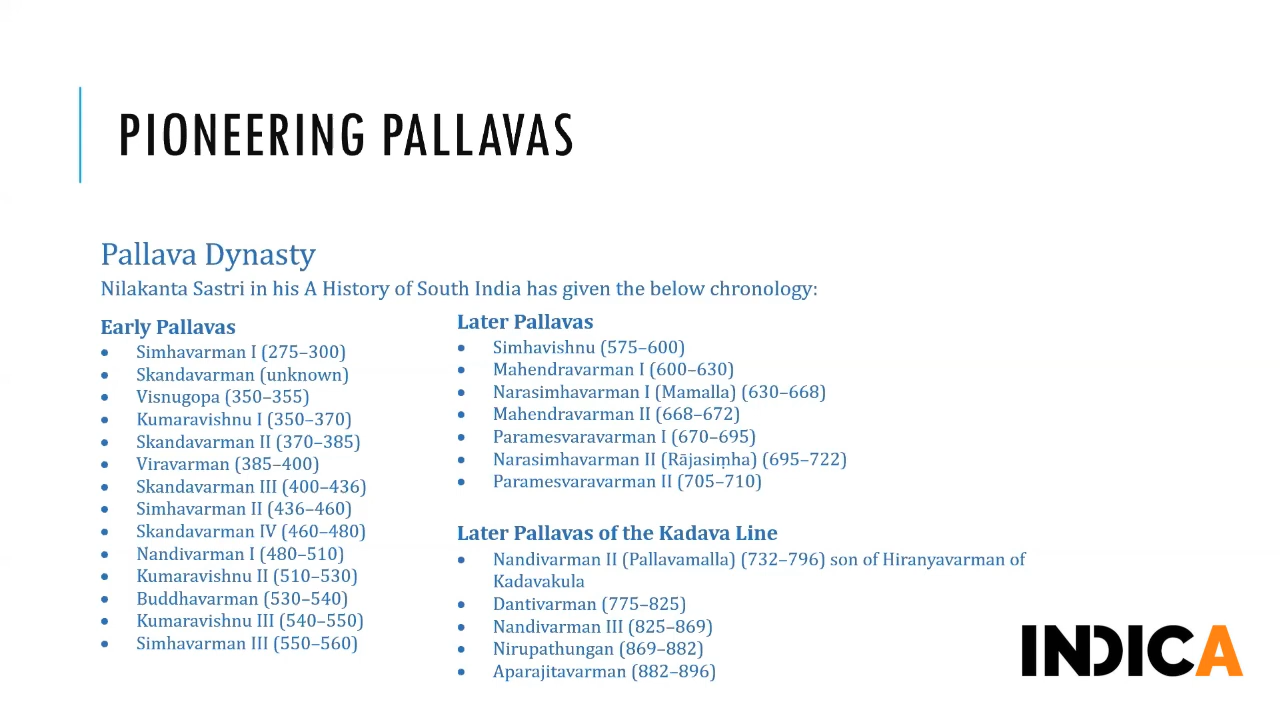 PIONEERING PALLAVAS
Pallava Dynasty
Nilakanta Sastri in his A History of South India has given the below chronology:
Early Pallavas
• Simhavarman I (275–300)
• Skandavarman (unknown)
• Visnugopa (350–355)
• Kumaravishnu I (350–370)
• Skandavarman II (370–385)
• Viravarman (385–400)
• Skandavarman III (400–436)
• Simhavarman II (436–460)
• Skandavarman IV (460–480)
• Nandivarman I (480–510)
• Kumaravishnu II (510–530)
• Buddhavarman (530–540)
• Kumaravishnu III (540–550)
• Simhavarman III (550–560)
Later Pallavas
• Simhavishnu (575–600)
• Mahendravarman I (600–630)
• Narasimhavarman I (Mamalla) (630–668)
• Mahendravarman II (668–672)
• Paramesvaravarman I (670–695)
• Narasimhavarman II (Rājasiṃha) (695–722)
• Paramesvaravarman II (705–710)
Later Pallavas of the Kadava Line
• Nandivarman II (Pallavamalla) (732–796) son of Hiranyavarman of
Kadavakula
• Dantivarman (775–825)
• Nandivarman III (825–869)
• Nirupathungan (869–882)
• Aparajitavarman (882–896)
INDICA